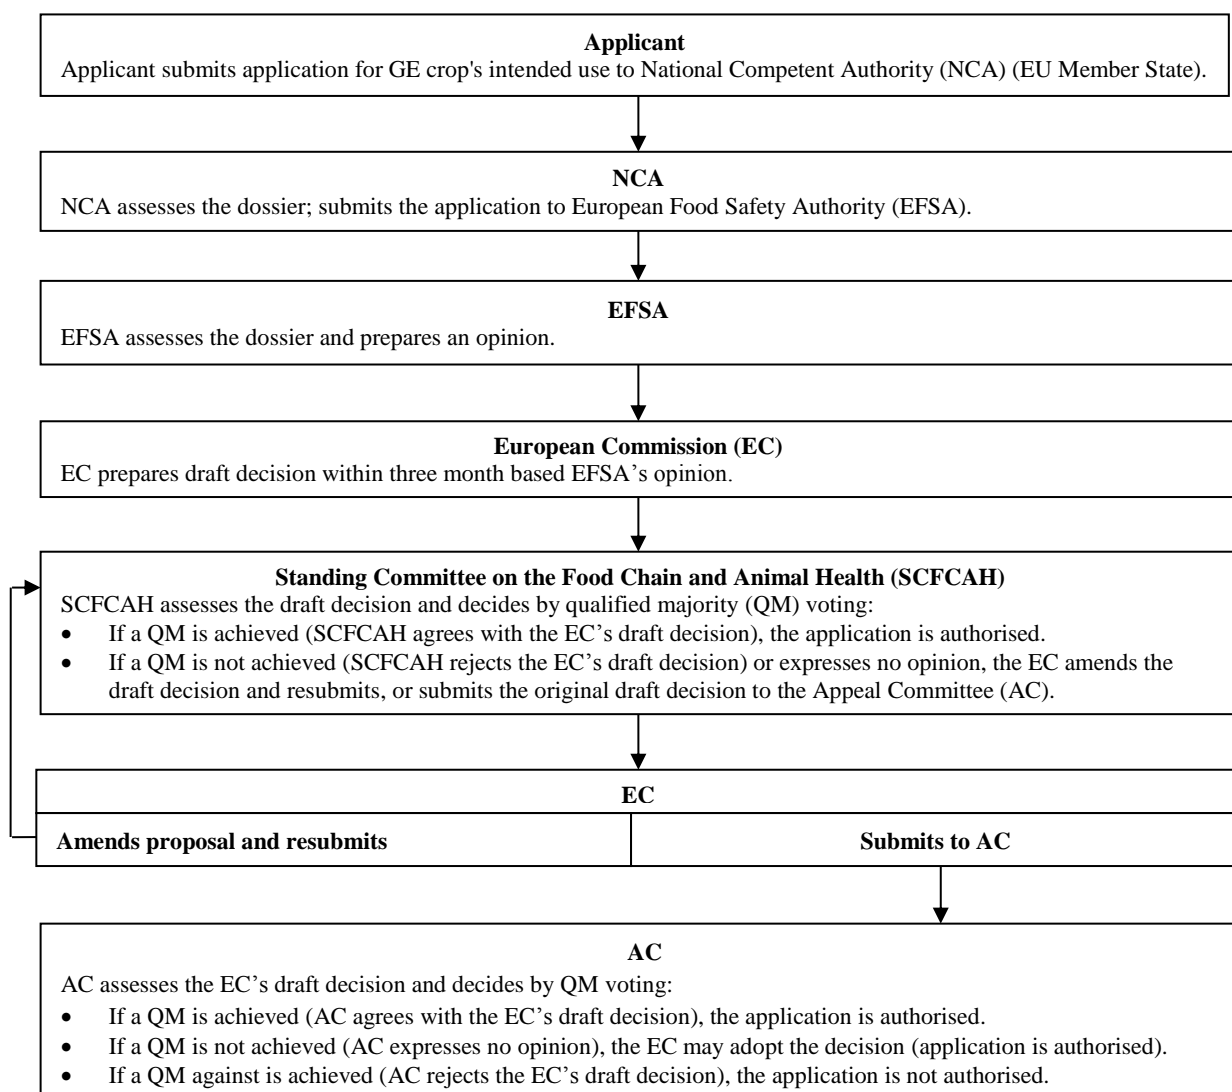 Applicant
Applicant submits application for GE crop's intended use to National Competent Authority (NCA) (EU Member State).
NCA
NCA assesses the dossier; submits the application to European Food Safety Authority (EFSA).
EFSA
EFSA assesses the dossier and prepares an opinion.
European Commission (EC)
EC prepares draft decision within three month based EFSA’s opinion.
Standing Committee on the Food Chain and Animal Health (SCFCAH)
SCFCAH assesses the draft decision and decides by qualified majority (QM) voting:
• If a QM is achieved (SCFCAH agrees with the EC’s draft decision), the application is authorised.
• If a QM is not achieved (SCFCAH rejects the EC’s draft decision) or expresses no opinion, the EC amends the
draft decision and resubmits, or submits the original draft decision to the Appeal Committee (AC).
EC
Amends proposal and resubmits
Submits to AC
AC
AC assesses the EC’s draft decision and decides by QM voting:
• If a QM is achieved (AC agrees with the EC’s draft decision), the application is authorised.
• If a QM is not achieved (AC expresses no opinion), the EC may adopt the decision (application is authorised).
• If a QM against is achieved (AC rejects the EC’s draft decision), the application is not authorised.